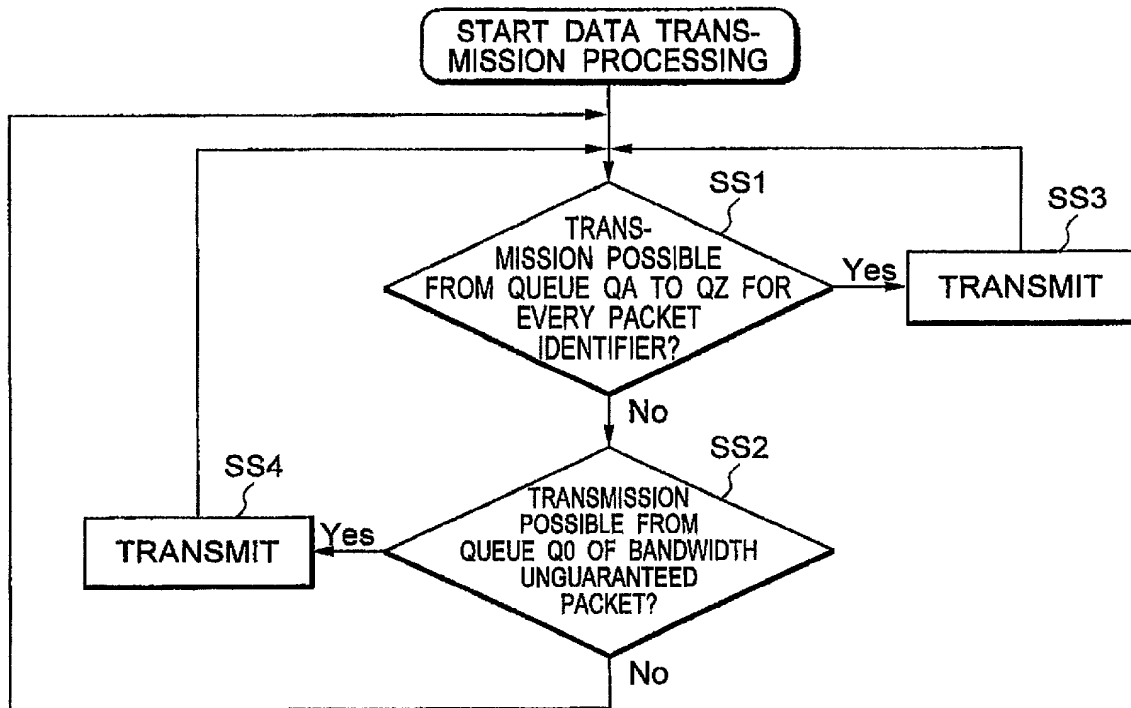 START DATA TRANS-
MISSION PROCESSING
SS1
TRANS-
MISSION POSSIBLE
FROM QUEUE QA TO QZ FOR
EVERY PACKET
IDENTIFIER?
Yes
SS3
TRANSMIT
No
SS2
TRANSMISSION
POSSIBLE FROM
QUEUE Q0 OF BANDWIDTH
UNGUARANTEED
PACKET?
Yes
SS4
TRANSMIT
No